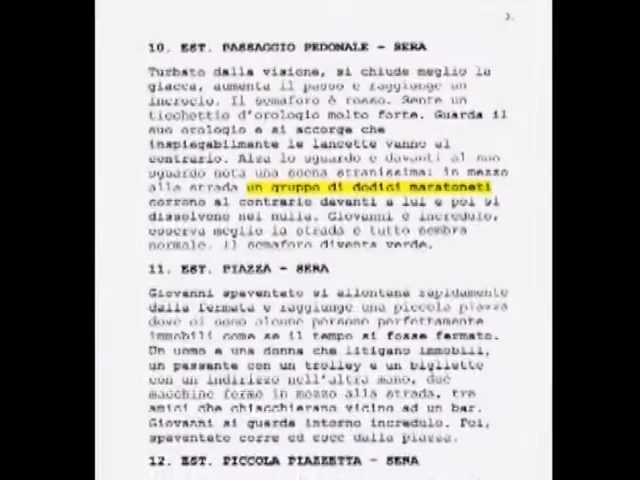 2.
10. EST. PASSAGGIO PEDONALE - SERA
Turbato dalla visione, si chiude meglio la
giacca, aumenta il passo e raggiunge un
incrocio. Il semaforo è rosso. Sente un
ticchettio d'orologio molto forte. Guarda il
suo orologio e si accorge che
inspiegabilmente le lancette vanno al
contrario. Alza lo sguardo e davanti al suo
sguardo nota una scena stranissima: in mezzo
alla strada un gruppo di dodici maratoneti
corrono al contrario davanti a lui e poi si
dissolvono nel nulla. Giovanni è incredulo,
osserva meglio la strada e tutto sembra
normale. Il semaforo diventa verde.
11. EST. PIAZZA - SERA
Giovanni spaventato si allontana rapidamente
dalla fermata e raggiunge una piccola piazza
dove ci sono alcune persone perfettamente
immobili come se il tempo si fosse fermato.
Un uomo e una donna che litigano immobili,
un passante con un trolley e un biglietto
con un indirizzo nell'altra mano, due
macchine ferme in mezzo alla strada, tre
amici che chiacchierano vicino ad un bar.
Giovanni si guarda intorno incredulo. Poi,
spaventato corre ed esce dalla piazza.
12. EST. PICCOLA PIAZZETTA - SERA